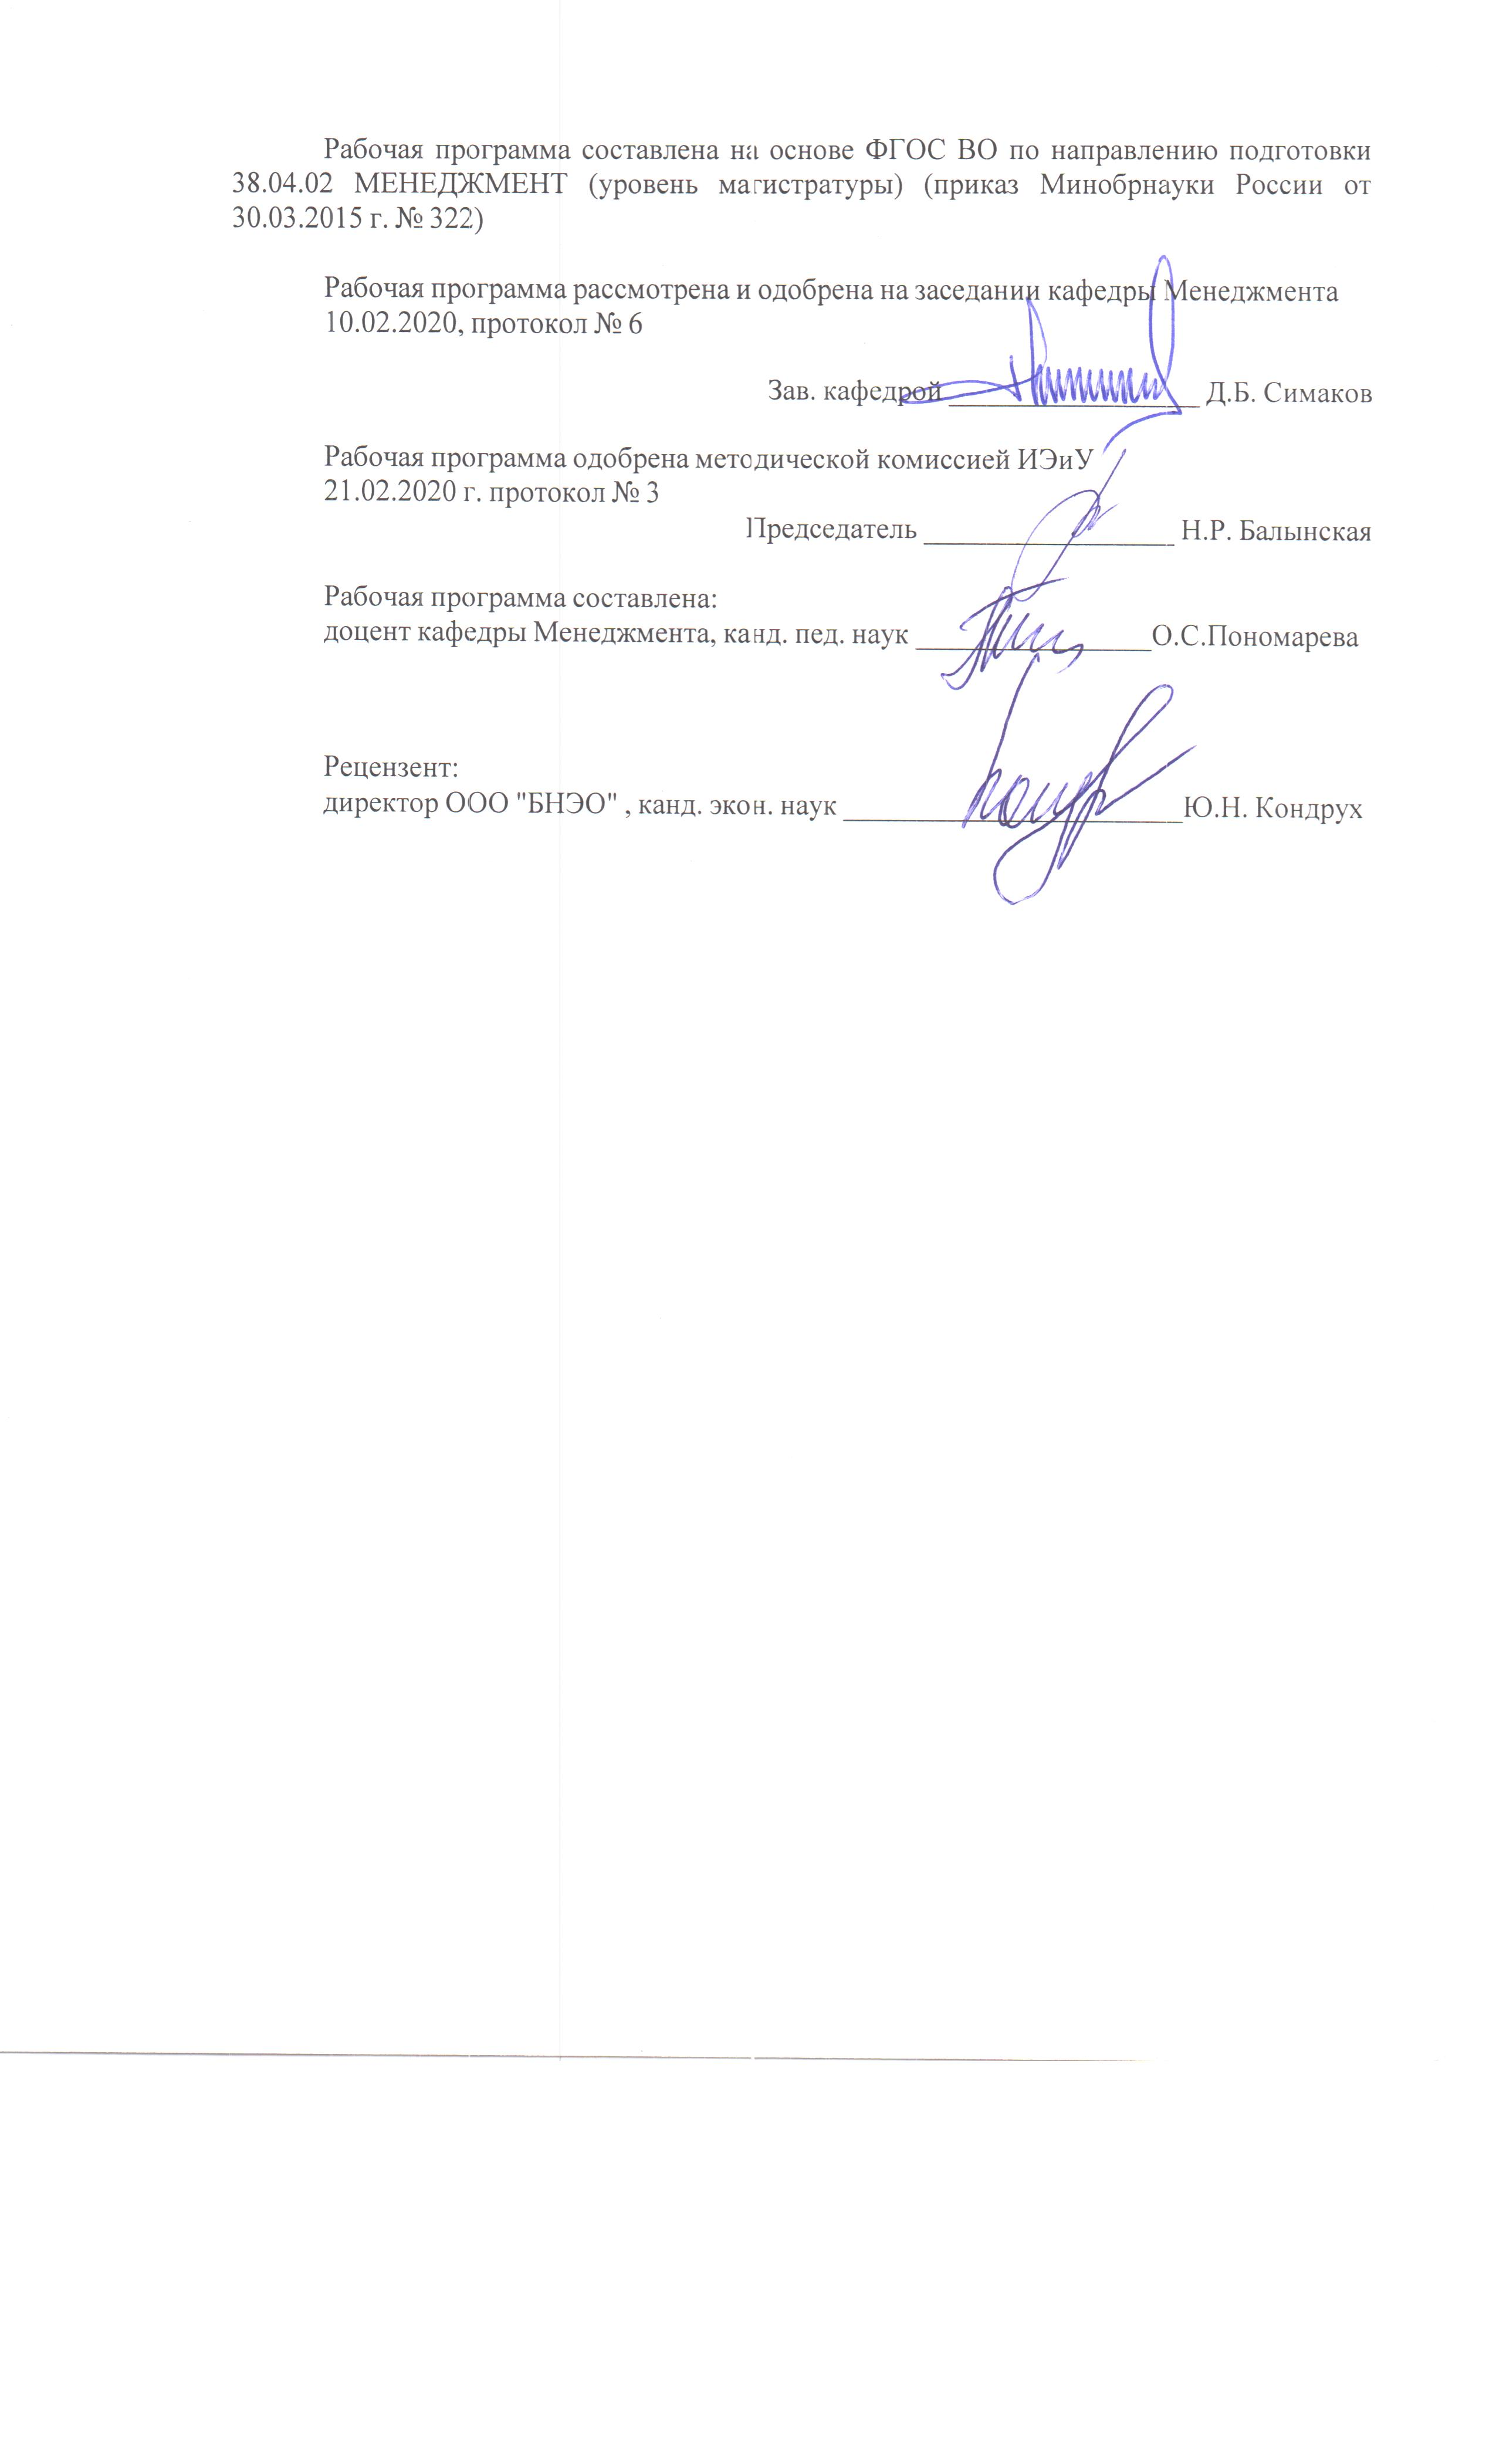 Рабочая программа составлена на основе ФГОС ВО по направлению подготовки
38.04.02 МЕНЕДЖМЕНТ (уровень магистратуры) (приказ Минобрнауки России от
30.03.2015 г. № 322)
Рабочая программа рассмотрена и одобрена на заседании кафедры Менеджмента
10.02.2020, протокол № 6
Зав. кафедрой __________________ Д.Б. Симаков
Рабочая программа одобрена методической комиссией ИЭиУ
21.02.2020 г. протокол № 3
Председатель __________________ Н.Р. Балынская
Рабочая программа составлена:
доцент кафедры Менеджмента, канд. пед. наук _________________О.С.Пономарева
Рецензент:
директор ООО "БНЭО" , канд. экон. наук ________________________Ю.Н. Кондрух